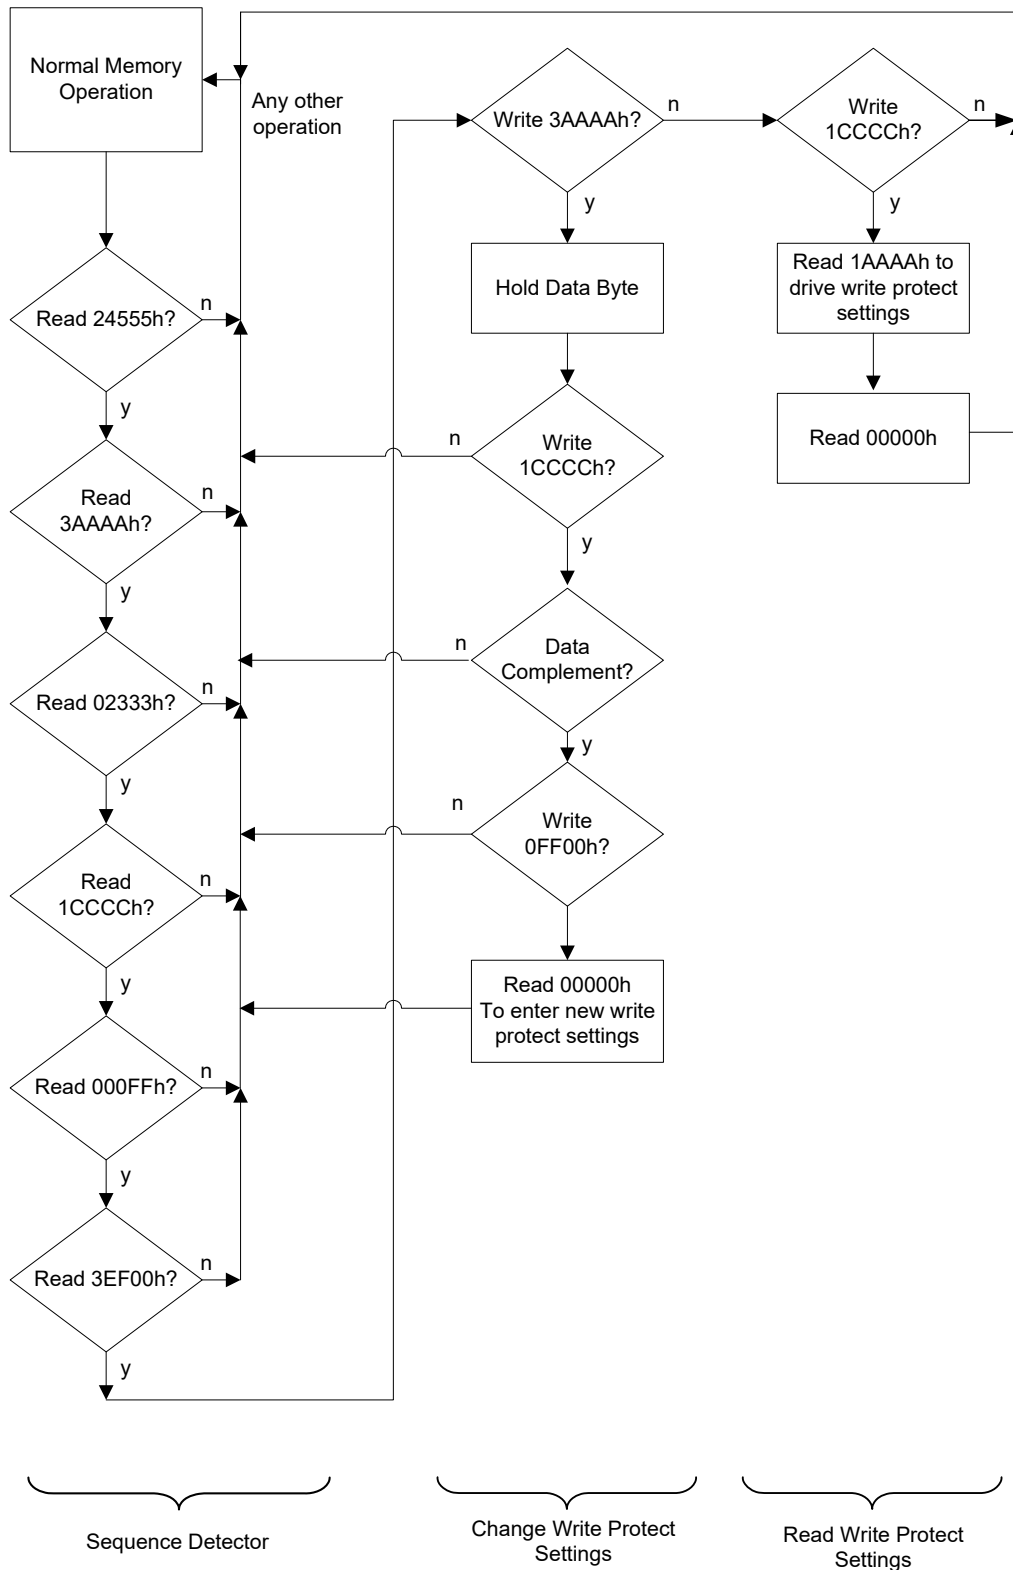 Normal Memory
Operation
Any other
operation
Read 24555h?
n
y
Read
3AAAAh?
n
y
Read 02333h?
n
y
Read
1CCCCh?
n
y
Read 000FFh?
n
y
Read 3EF00h?
n
y
Sequence Detector
Write 3AAAAh?
n
y
Hold Data Byte
Write
1CCCCh?
n
y
Data
Complement?
n
y
Write
0FF00h?
n
Read 00000h
To enter new write
protect settings
Change Write Protect
Settings
Write
1CCCCh?
n
y
Read 1AAAAh to
drive write protect
settings
Read 00000h
Read Write Protect
Settings